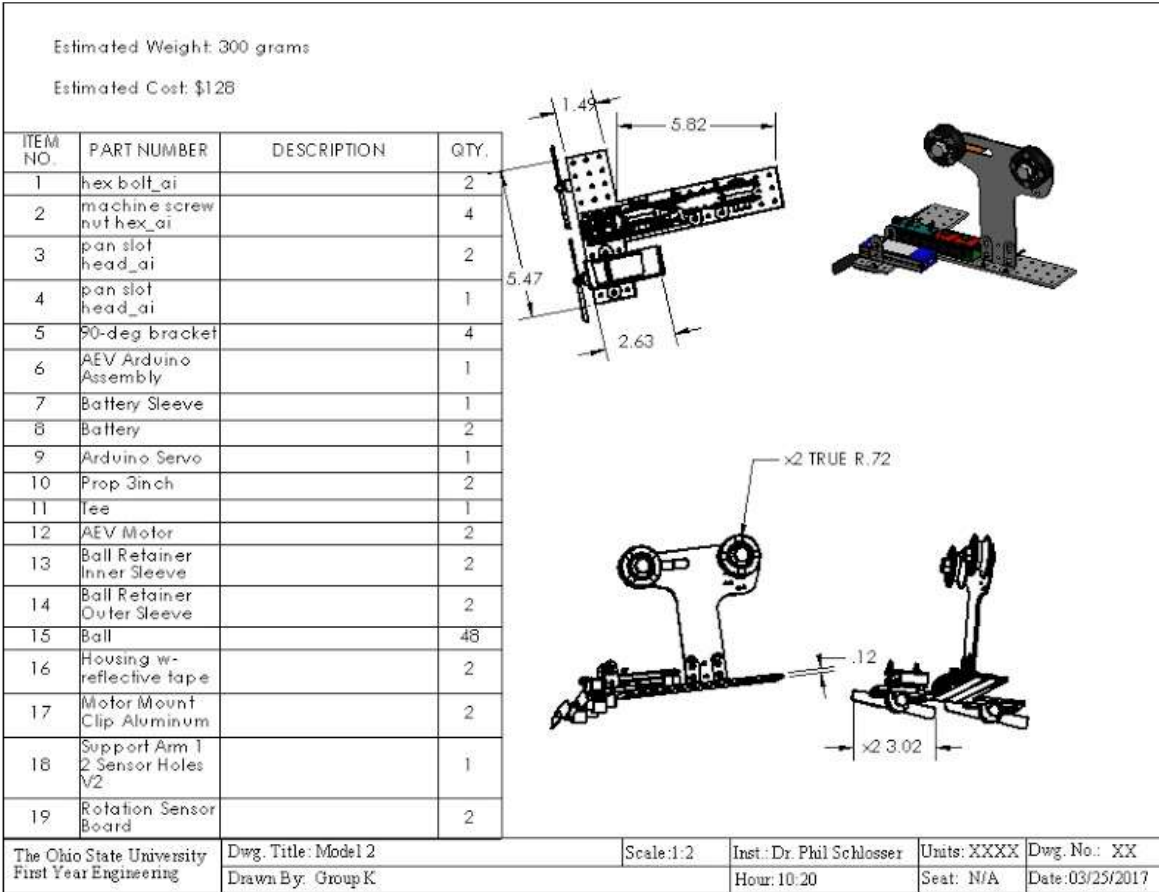 Estimated Weight: 300 grams
Estimated Cost: $128
ITEM NO. PART NUMBER DESCRIPTION QTY.
1 hex bolt_ai 2
2 machine screw nut hex_ai 4
3 pan slot head_ai 2
4 pan slot head_ai 1
5 90-deg bracket 4
6 AEV Arduino Assembly 1
7 Battery Sleeve 1
8 Battery 2
9 Arduino Servo 1
10 Prop 3inch 2
11 Tee 1
12 AEV Motor 2
13 Ball Retainer Inner Sleeve 2
14 Ball Retainer Outer Sleeve 2
15 Ball 48
16 Housing w-reflective tape 2
17 Motor Mount Clip Aluminum 2
18 Support Arm 1 2 Sensor Holes V2 1
19 Rotation Sensor Board 2
1.49
5.82
5.47
2.63
x2 TRUE R.72
.12
x2 3.02
The Ohio State University
First Year Engineering
Dwg. Title: Model 2
Drawn By: Group K
Scale:1:2
Inst.: Dr. Phil Schlosser
Hour: 10:20
Units: XXXX
Seat: N/A
Dwg. No.: XX
Date:03/25/2017